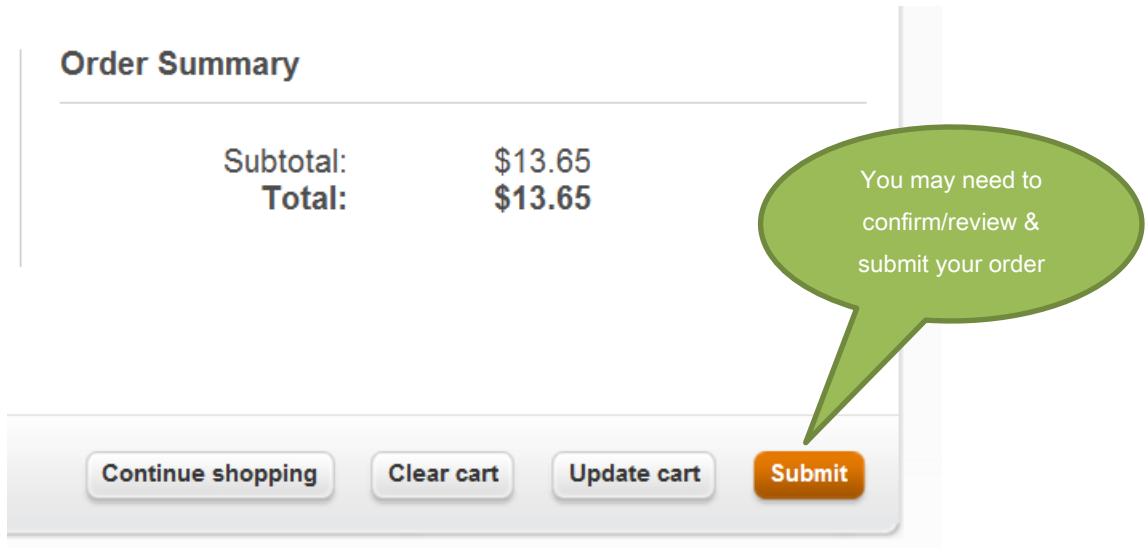 Order Summary
Subtotal: $13.65
Total: $13.65
You may need to
confirm/review &
submit your order
Continue shopping Clear cart Update cart Submit